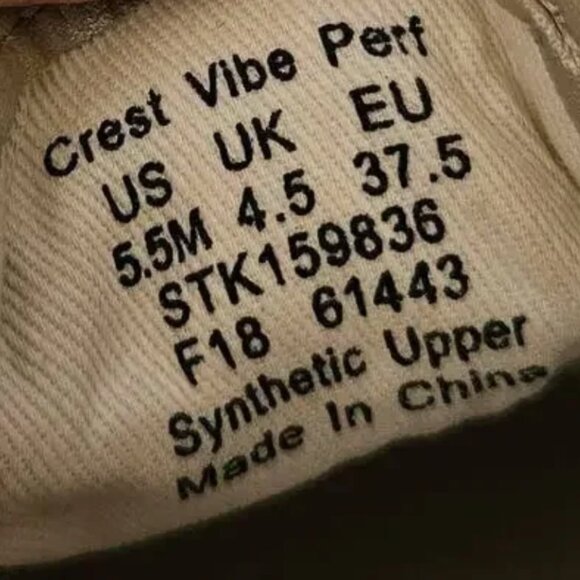 Crest Vibe Perf
US UK EU
5.5M 4.5 37.5
STK159836
F18 61443
Synthetic Upper
Made In China